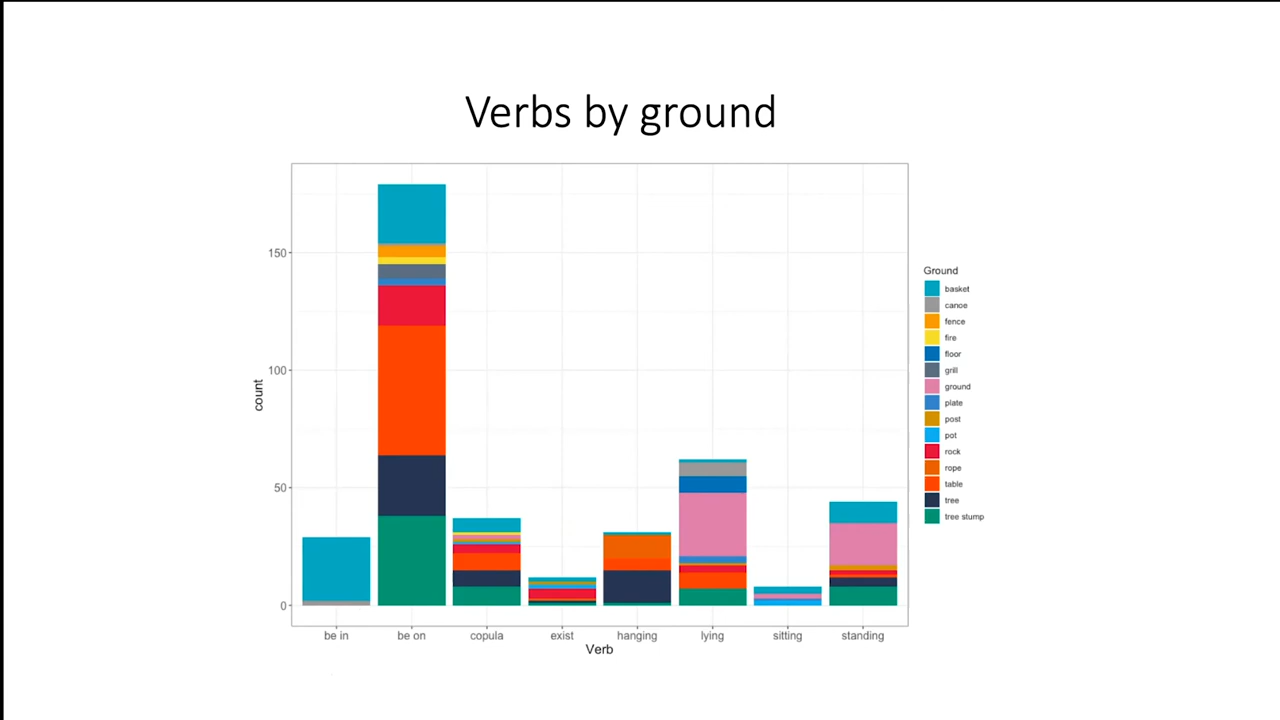 Verbs by ground
150
100
50
0
count
be in be on copula exist hanging lying sitting standing
Verb
Ground
basket
canoe
fence
fire
floor
grill
ground
plate
post
pot
rock
rope
table
tree
tree stump